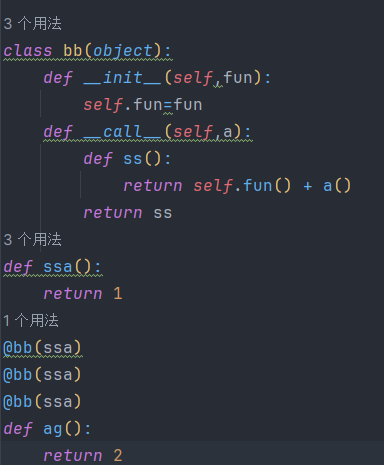 3 个用法
class bb(object):
    def __init__(self,fun):
        self.fun=fun
    def __call__(self,a):
        def ss():
            return self.fun() + a()
        return ss
3 个用法
def ssa():
    return 1
1 个用法
@bb(ssa)
@bb(ssa)
@bb(ssa)
def ag():
    return 2